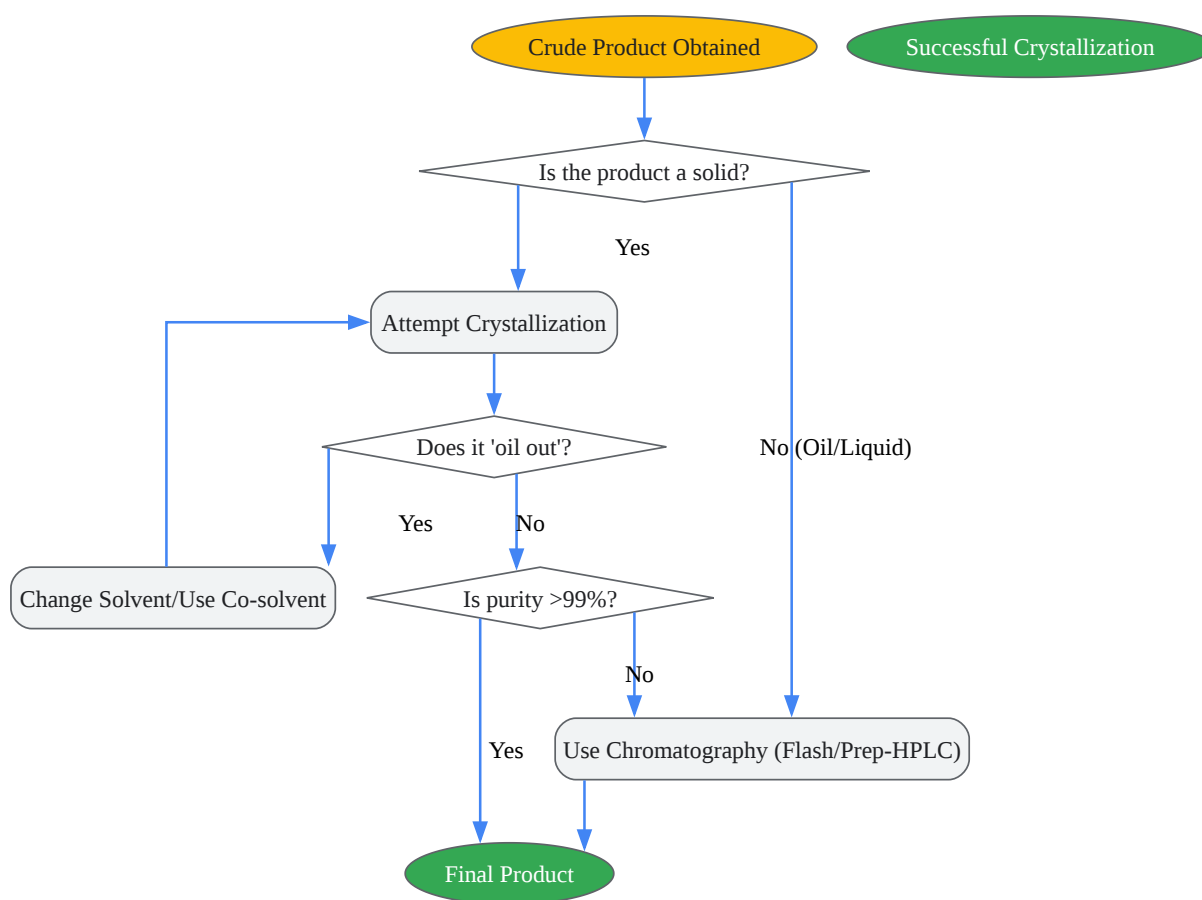 Crude Product Obtained
Successful Crystallization
Is the product a solid?
Yes
Attempt Crystallization
Does it 'oil out'?
No (Oil/Liquid)
Yes
No
Change Solvent/Use Co-solvent
Is purity >99%?
No
Yes
Use Chromatography (Flash/Prep-HPLC)
Final Product